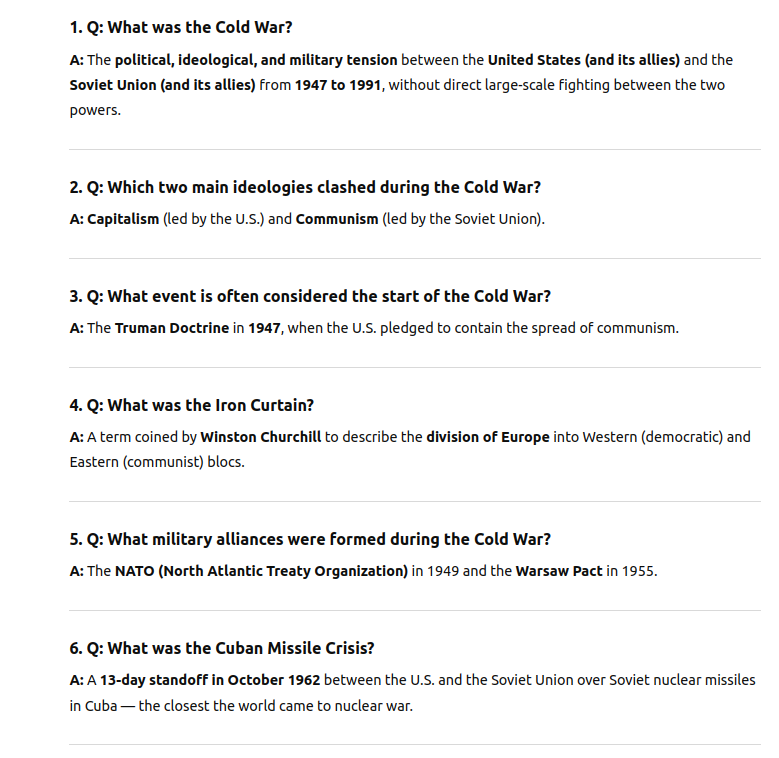 1. Q: What was the Cold War?
A: The political, ideological, and military tension between the United States (and its allies) and the
Soviet Union (and its allies) from 1947 to 1991, without direct large-scale fighting between the two
powers.
2. Q: Which two main ideologies clashed during the Cold War?
A: Capitalism (led by the U.S.) and Communism (led by the Soviet Union).
3. Q: What event is often considered the start of the Cold War?
A: The Truman Doctrine in 1947, when the U.S. pledged to contain the spread of communism.
4. Q: What was the Iron Curtain?
A: A term coined by Winston Churchill to describe the division of Europe into Western (democratic) and
Eastern (communist) blocs.
5. Q: What military alliances were formed during the Cold War?
A: The NATO (North Atlantic Treaty Organization) in 1949 and the Warsaw Pact in 1955.
6. Q: What was the Cuban Missile Crisis?
A: A 13-day standoff in October 1962 between the U.S. and the Soviet Union over Soviet nuclear missiles
in Cuba — the closest the world came to nuclear war.